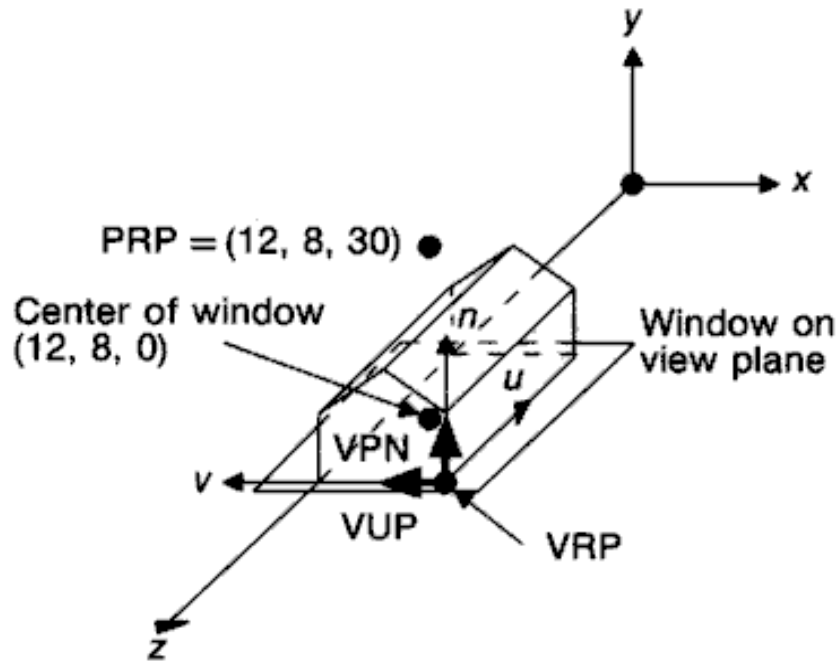 y
x
PRP = (12, 8, 30)
Center of window
(12, 8, 0)
n
Window on
view plane
u
VPN
v
VUP
VRP
z